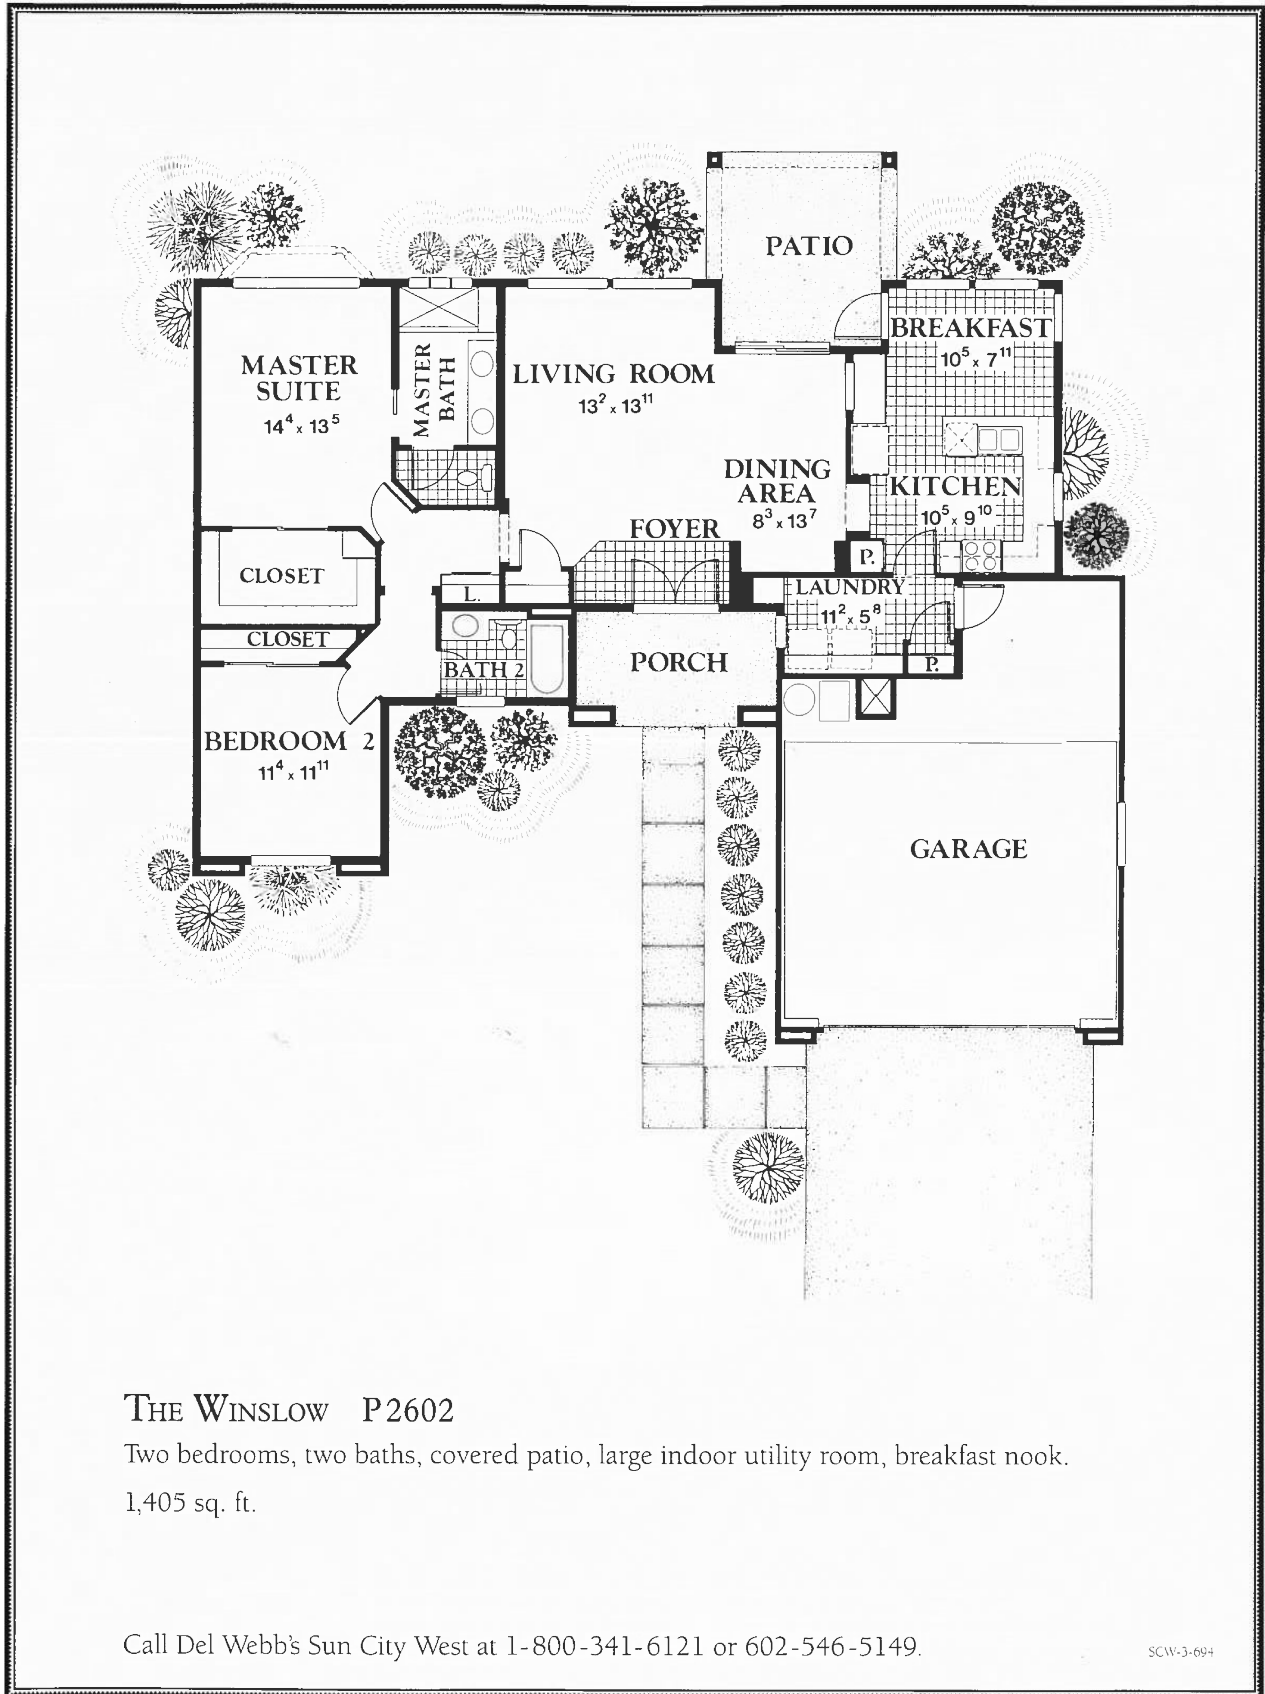 PATIO
BREAKFAST
10⁵ x 7¹¹
MASTER
SUITE
14⁴ x 13⁵
MASTER
BATH
LIVING ROOM
13² x 13¹¹
DINING
AREA
8³ x 13⁷
KITCHEN
10⁵ x 9¹⁰
FOYER
P.
CLOSET
L.
LAUNDRY
11² x 5⁸
CLOSET
BATH 2
PORCH
P.
BEDROOM 2
11⁴ x 11¹¹
GARAGE
THE WINSLOW P2602
Two bedrooms, two baths, covered patio, large indoor utility room, breakfast nook.
1,405 sq. ft.
Call Del Webb's Sun City West at 1-800-341-6121 or 602-546-5149.
SCW-3-694